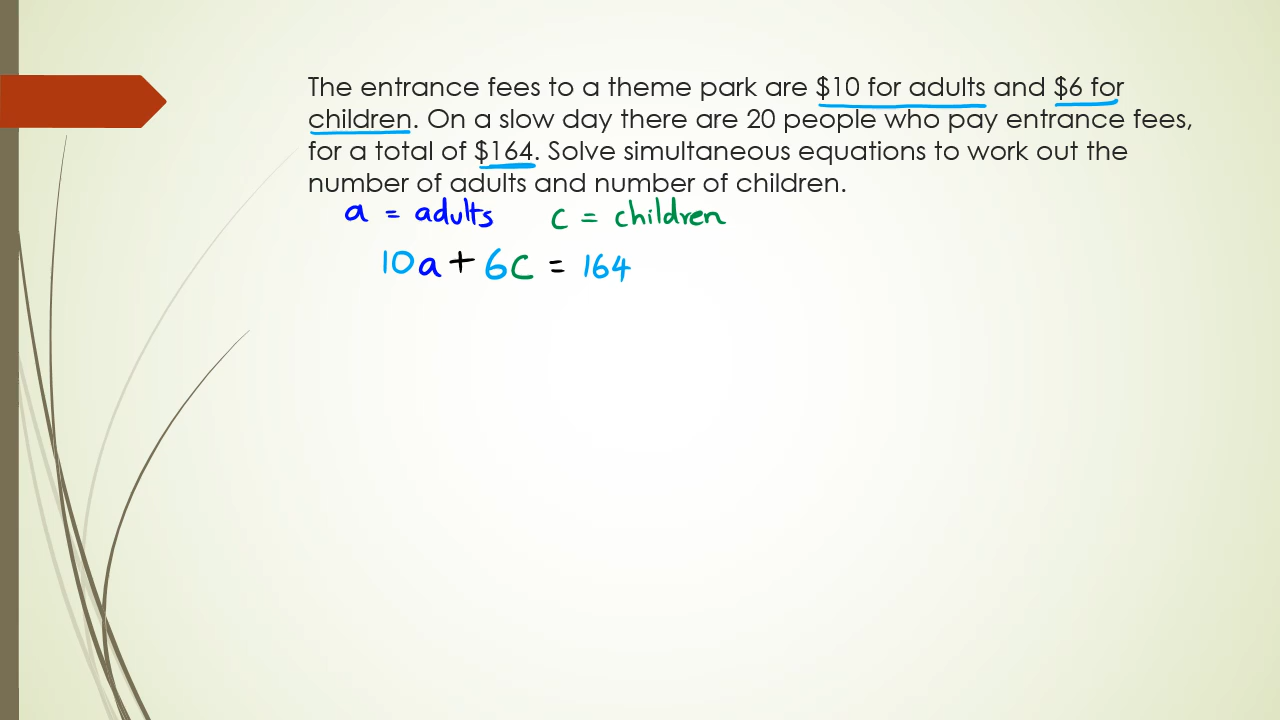 The entrance fees to a theme park are $10 for adults and $6 for
children. On a slow day there are 20 people who pay entrance fees,
for a total of $164. Solve simultaneous equations to work out the
number of adults and number of children.
a = adults c = children
10a + 6c = 164